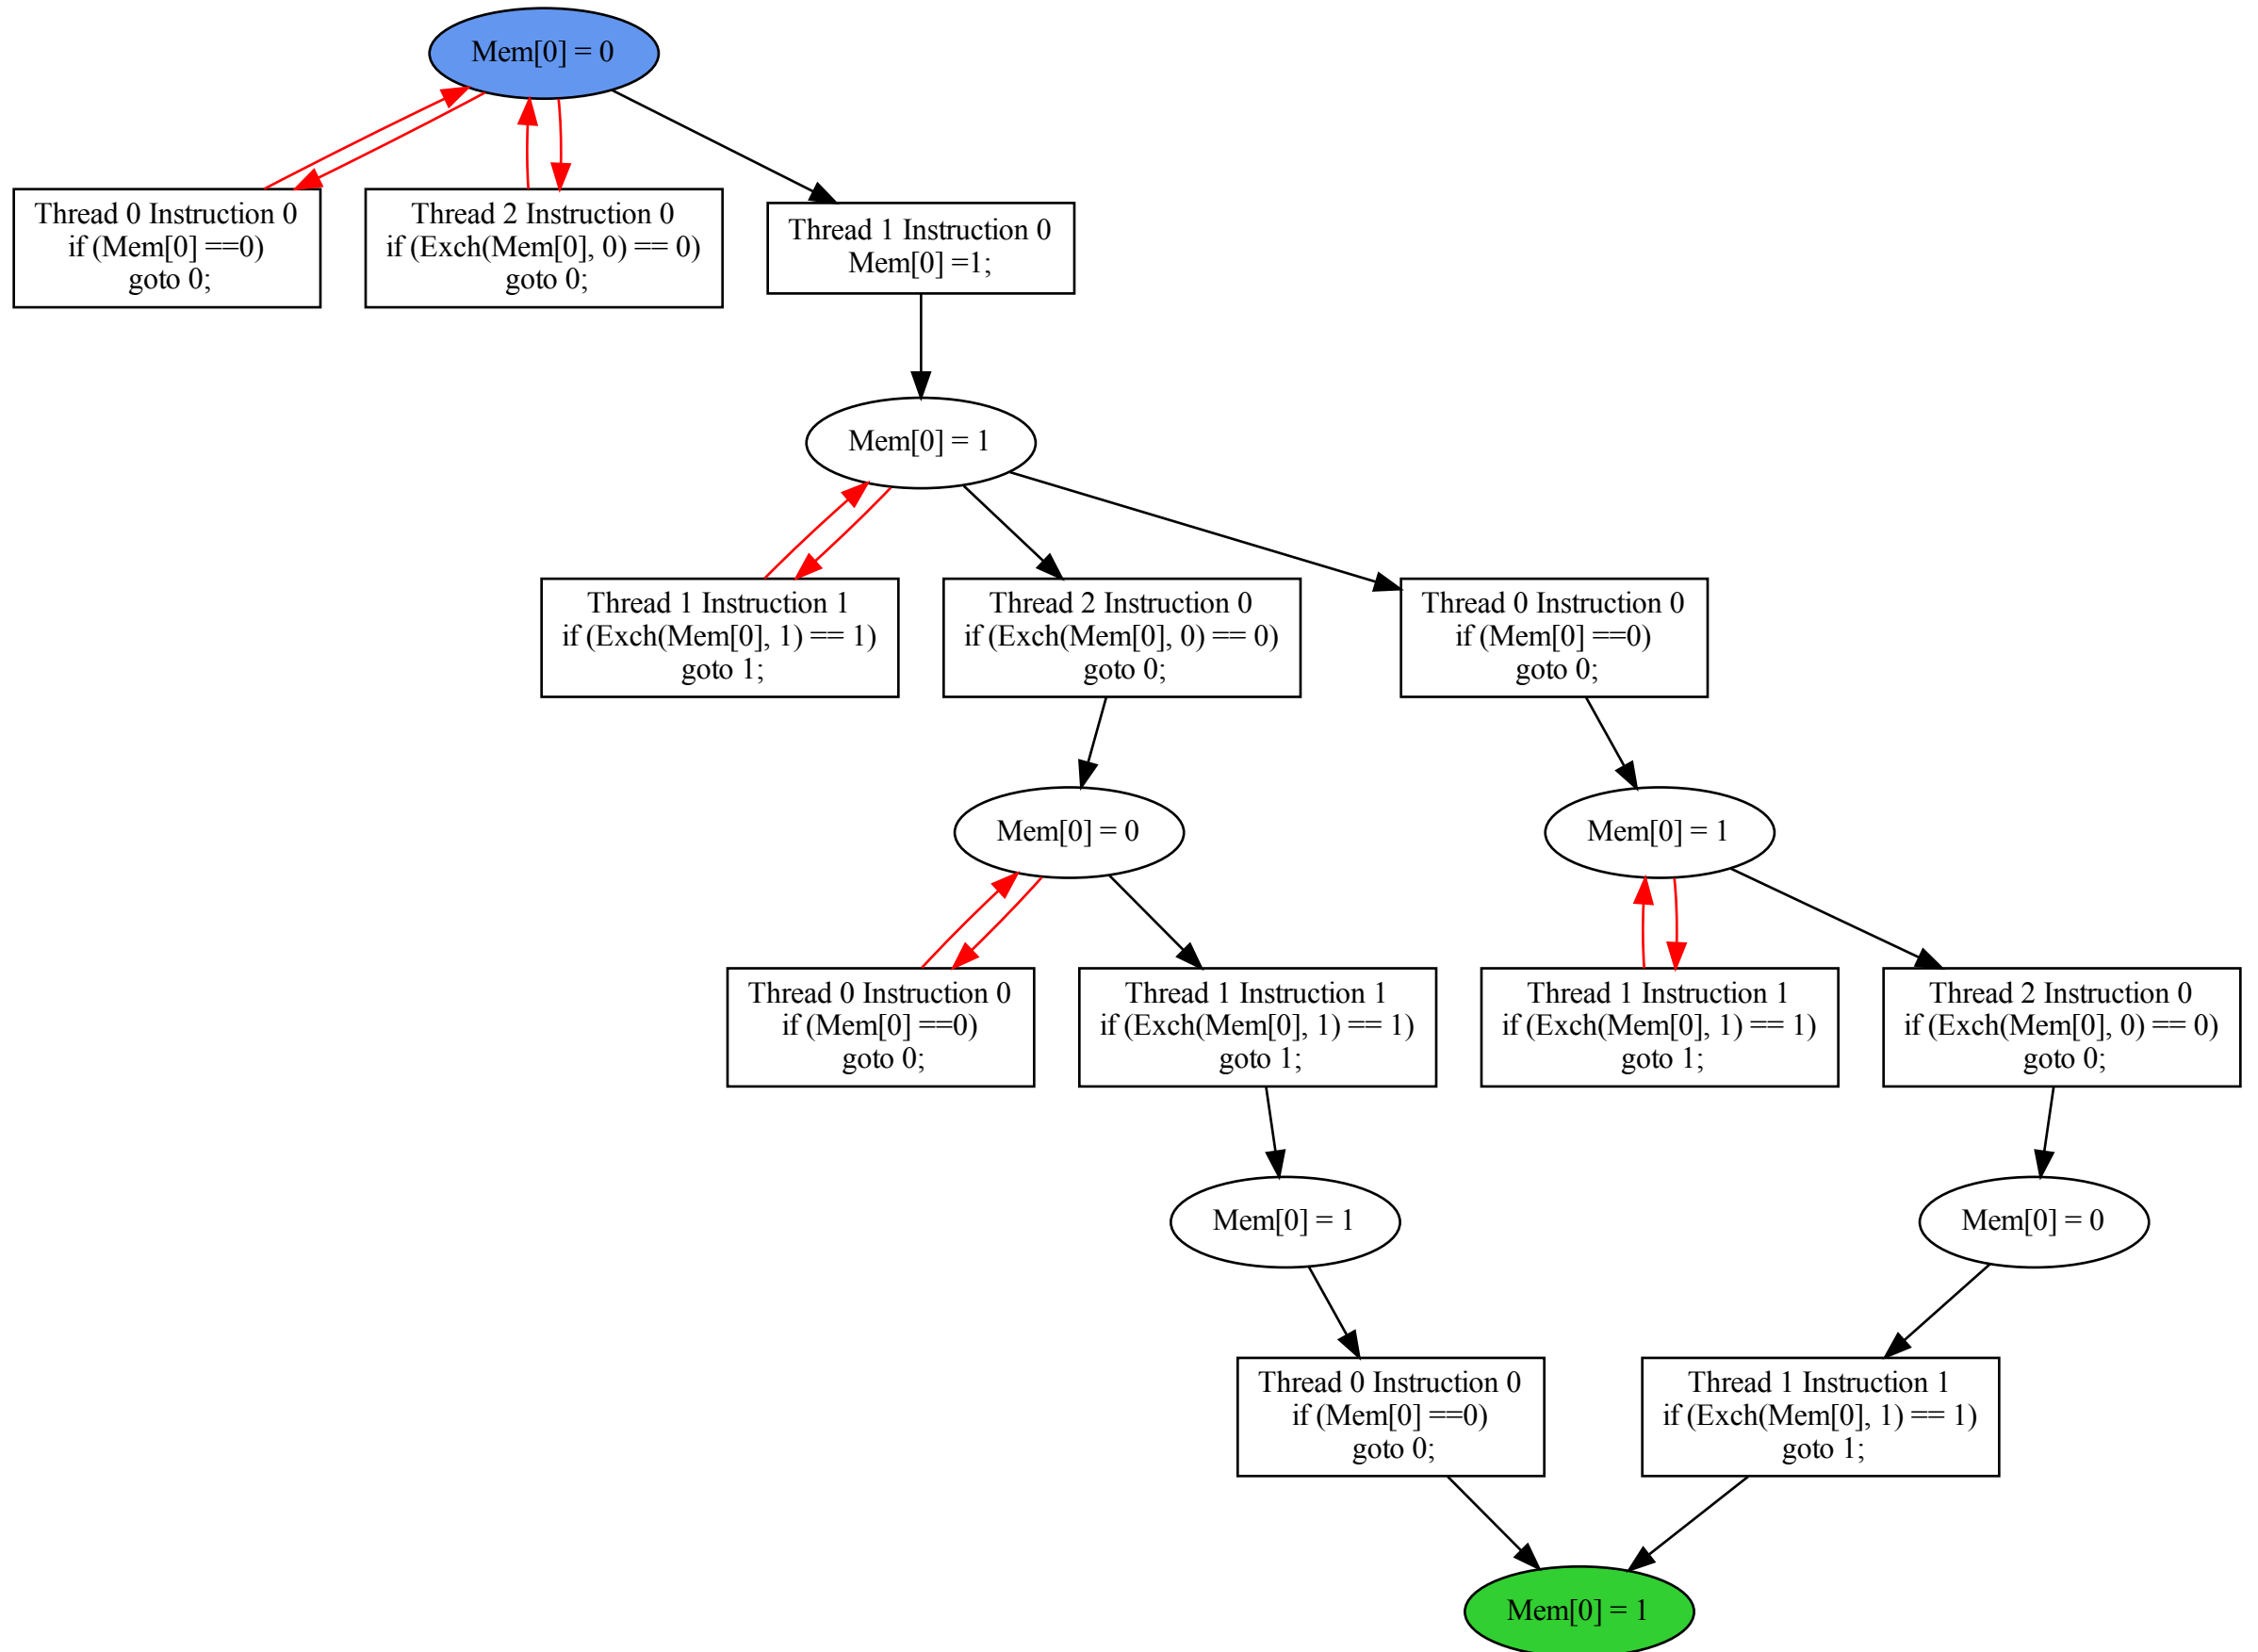 Mem[0] = 0
Thread 0 Instruction 0
if (Mem[0] ==0)
goto 0;
Thread 2 Instruction 0
if (Exch(Mem[0], 0) == 0)
goto 0;
Thread 1 Instruction 0
Mem[0] =1;
Mem[0] = 1
Thread 1 Instruction 1
if (Exch(Mem[0], 1) == 1)
goto 1;
Thread 2 Instruction 0
if (Exch(Mem[0], 0) == 0)
goto 0;
Thread 0 Instruction 0
if (Mem[0] ==0)
goto 0;
Mem[0] = 0
Mem[0] = 1
Thread 0 Instruction 0
if (Mem[0] ==0)
goto 0;
Thread 1 Instruction 1
if (Exch(Mem[0], 1) == 1)
goto 1;
Thread 1 Instruction 1
if (Exch(Mem[0], 1) == 1)
goto 1;
Thread 2 Instruction 0
if (Exch(Mem[0], 0) == 0)
goto 0;
Mem[0] = 1
Mem[0] = 0
Thread 0 Instruction 0
if (Mem[0] ==0)
goto 0;
Thread 1 Instruction 1
if (Exch(Mem[0], 1) == 1)
goto 1;
Mem[0] = 1